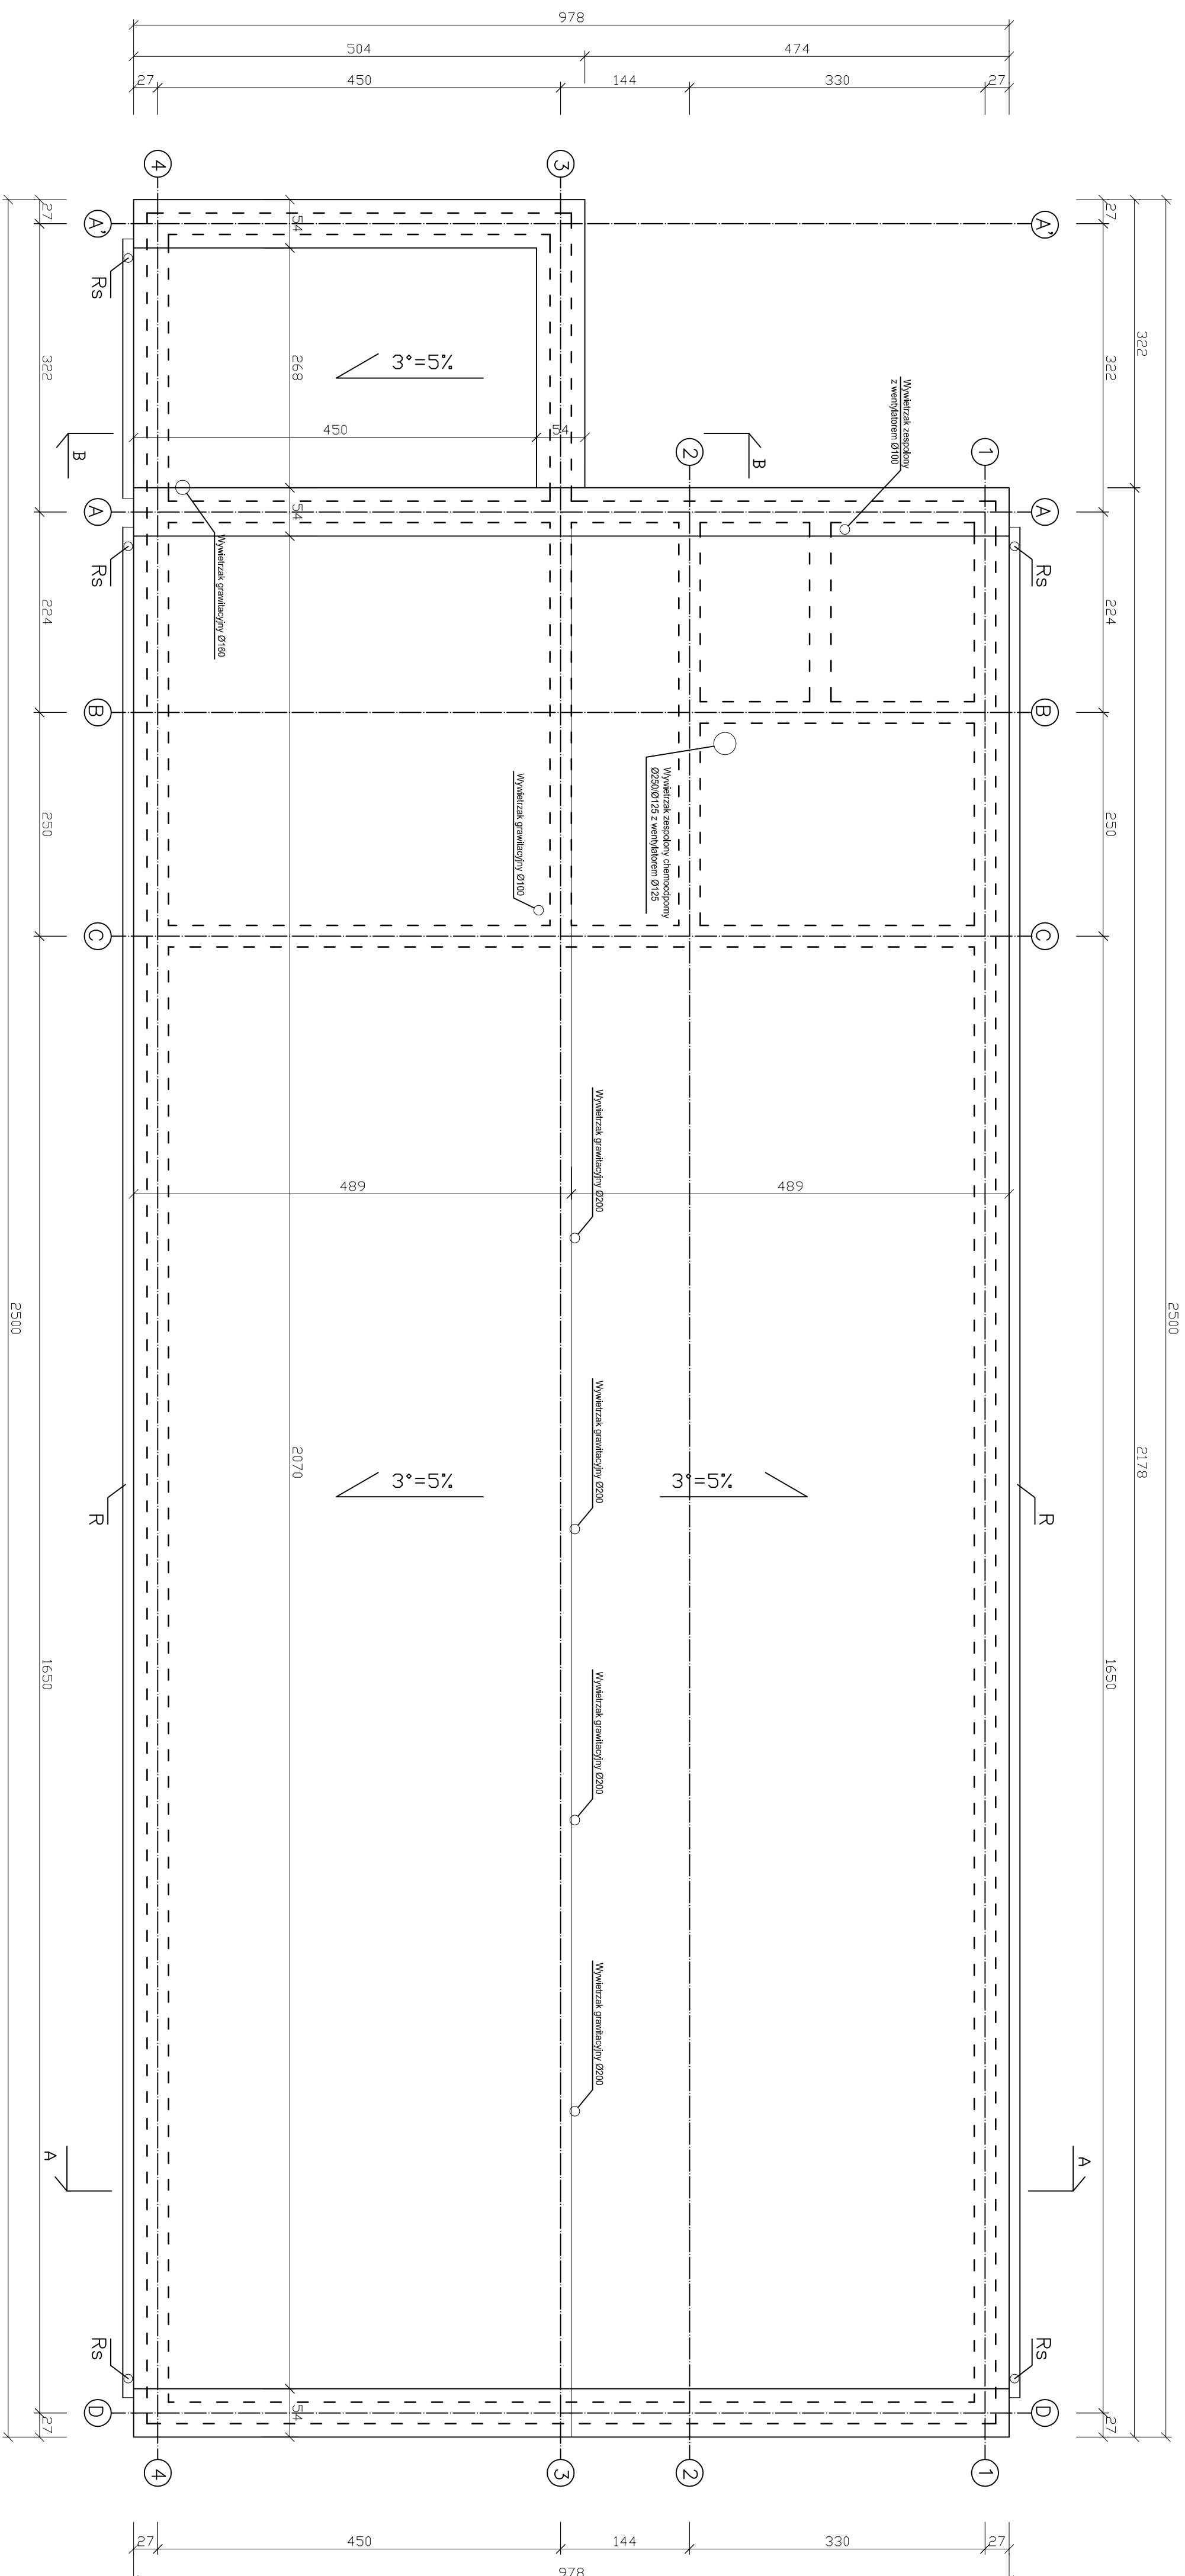 978
504
474
27
450
144
330
27
4
3
A'
A'
27
54
27
Rs
322
268
3°=5%
322
322
Wywietrzak zespolony
z wentylatorem Ø100
450
54
B
B
2
1
A
54
A
Rs
Rs
Wywietrzak grawitacyjny Ø160
224
224
B
B
Wywietrzak grawitacyjny Ø100
Wywietrzak zespolony chemoodporny
Ø250/Ø125 z wentylatorem Ø125
250
250
C
C
Wywietrzak grawitacyjny Ø200
489
489
2500
2500
Wywietrzak grawitacyjny Ø200
2070
2178
3°=5%
3°=5%
R
R
1650
1650
Wywietrzak grawitacyjny Ø200
Wywietrzak grawitacyjny Ø200
A
A
Rs
Rs
D
D
27
54
27
4
3
2
1
27
450
144
330
27
978